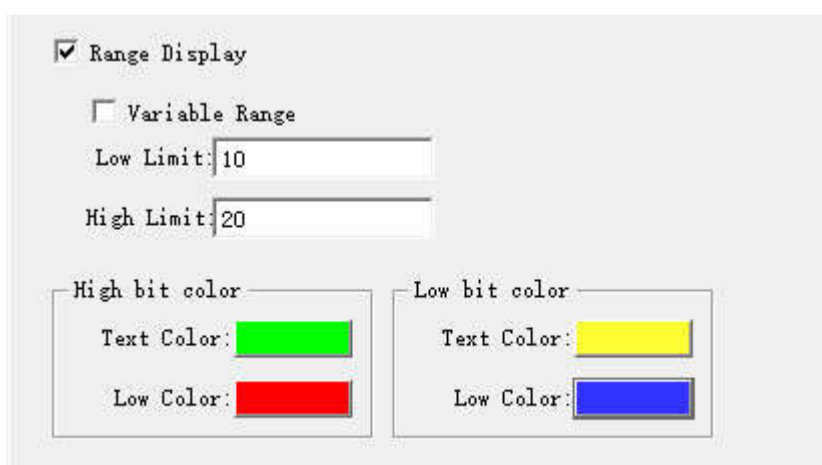 Range Display
Variable Range
Low Limit: 10
High Limit: 20
High bit color
Low bit color
Text Color:
Text Color:
Low Color:
Low Color: